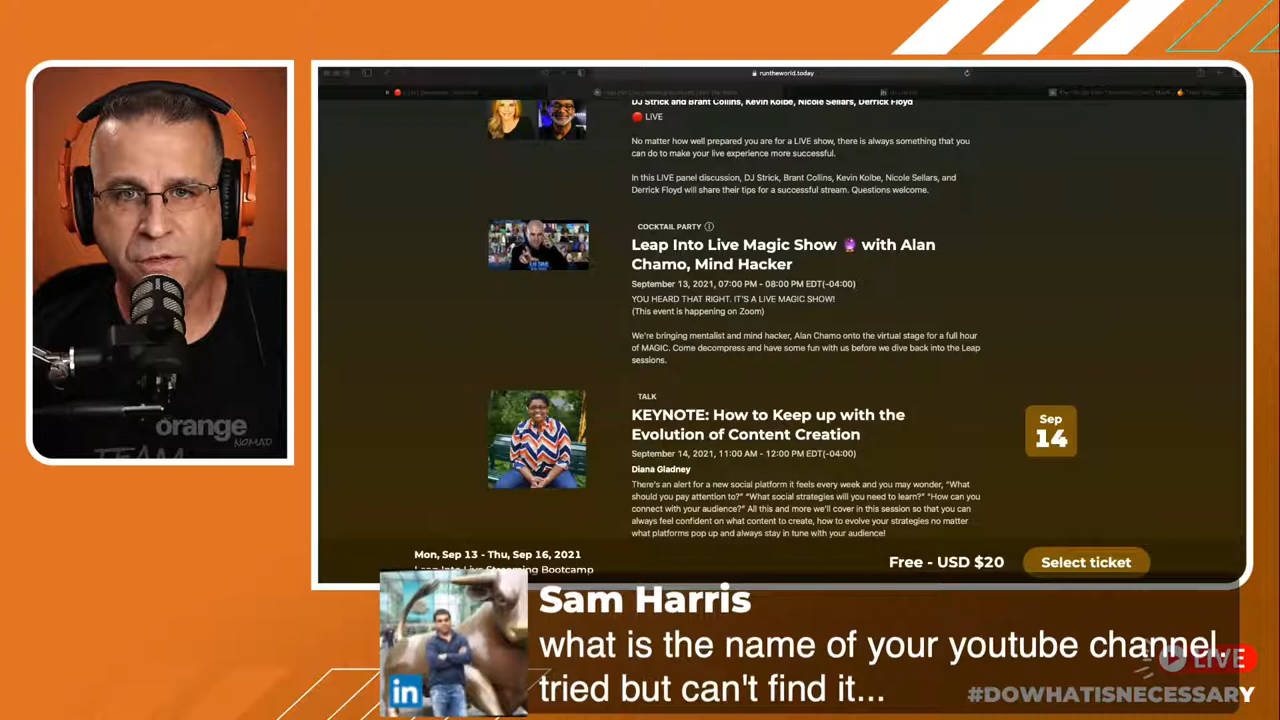 runtheworld.today
DJ Strick and Brant Collins, Kevin Kolbe, Nicole Sellars, Derrick Floyd
LIVE
No matter how well prepared you are for a LIVE show, there is always something that you
can do to make your live experience more successful.
In this LIVE panel discussion, DJ Strick, Brant Collins, Kevin Kolbe, Nicole Sellars, and
Derrick Floyd will share their tips for a successful stream. Questions welcome.
COCKTAIL PARTY
Leap Into Live Magic Show 🔮 with Alan
Chamo, Mind Hacker
September 13, 2021, 07:00 PM - 08:00 PM EDT(-04:00)
YOU HEARD THAT RIGHT. IT'S A LIVE MAGIC SHOW!
(This event is happening on Zoom)
We're bringing mentalist and mind hacker, Alan Chamo onto the virtual stage for a full hour
of MAGIC. Come decompress and have some fun with us before we dive back into the Leap
sessions.
TALK
KEYNOTE: How to Keep up with the
Evolution of Content Creation
September 14, 2021, 11:00 AM - 12:00 PM EDT(-04:00)
Diana Gladney
There's an alert for a new social platform it feels every week and you may wonder, "What
should you pay attention to?" "What social strategies will you need to learn?" "How can you
connect with your audience?" All this and more we'll cover in this session so that you can
always feel confident on what content to create, how to evolve your strategies no matter
what platforms pop up and always stay in tune with your audience!
Sep
14
Mon, Sep 13 - Thu, Sep 16, 2021
Leap Into Live Streaming Bootcamp
Free - USD $20
Select ticket
orange
NOMAD
TEAM
in
Sam Harris
what is the name of your youtube channel.
tried but can't find it...
LIVE
#DOWHATISNECESSARY